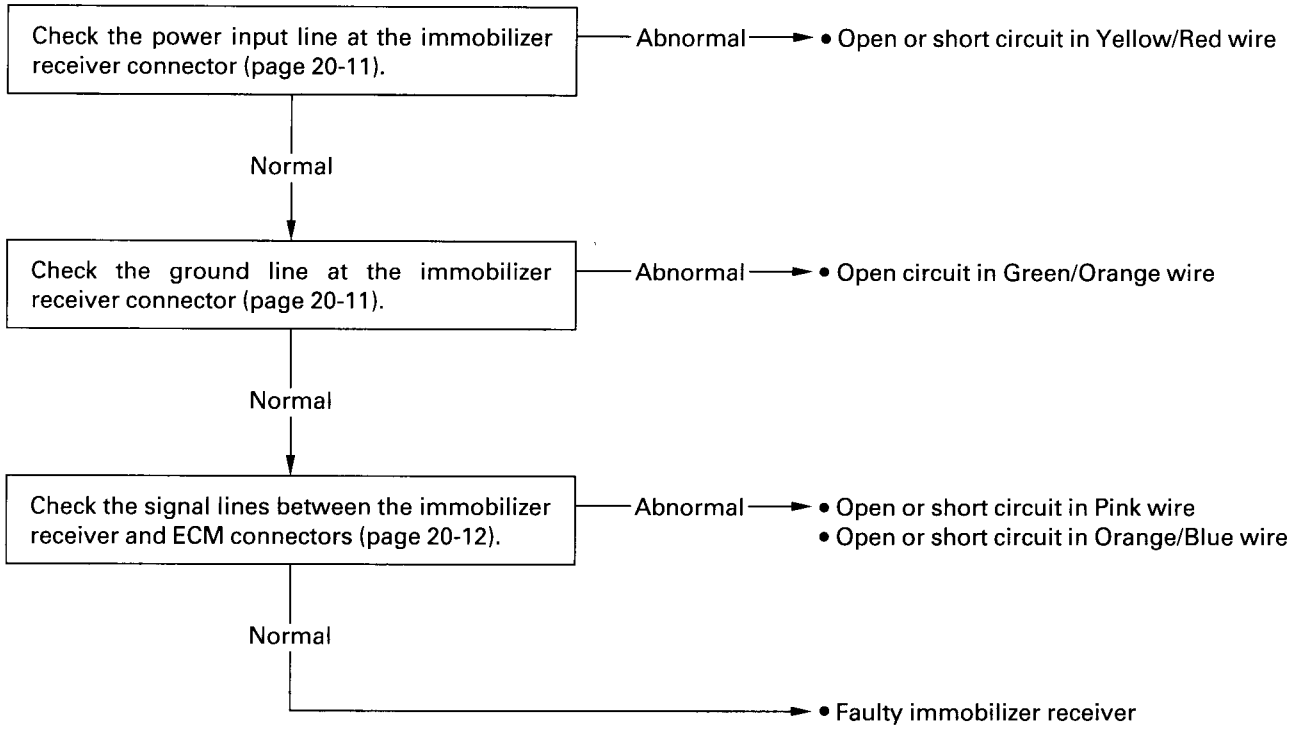 Check the power input line at the immobilizer
receiver connector (page 20-11).
Abnormal
• Open or short circuit in Yellow/Red wire
Normal
Check the ground line at the immobilizer
receiver connector (page 20-11).
Abnormal
• Open circuit in Green/Orange wire
Normal
Check the signal lines between the immobilizer
receiver and ECM connectors (page 20-12).
Abnormal
• Open or short circuit in Pink wire
• Open or short circuit in Orange/Blue wire
Normal
• Faulty immobilizer receiver